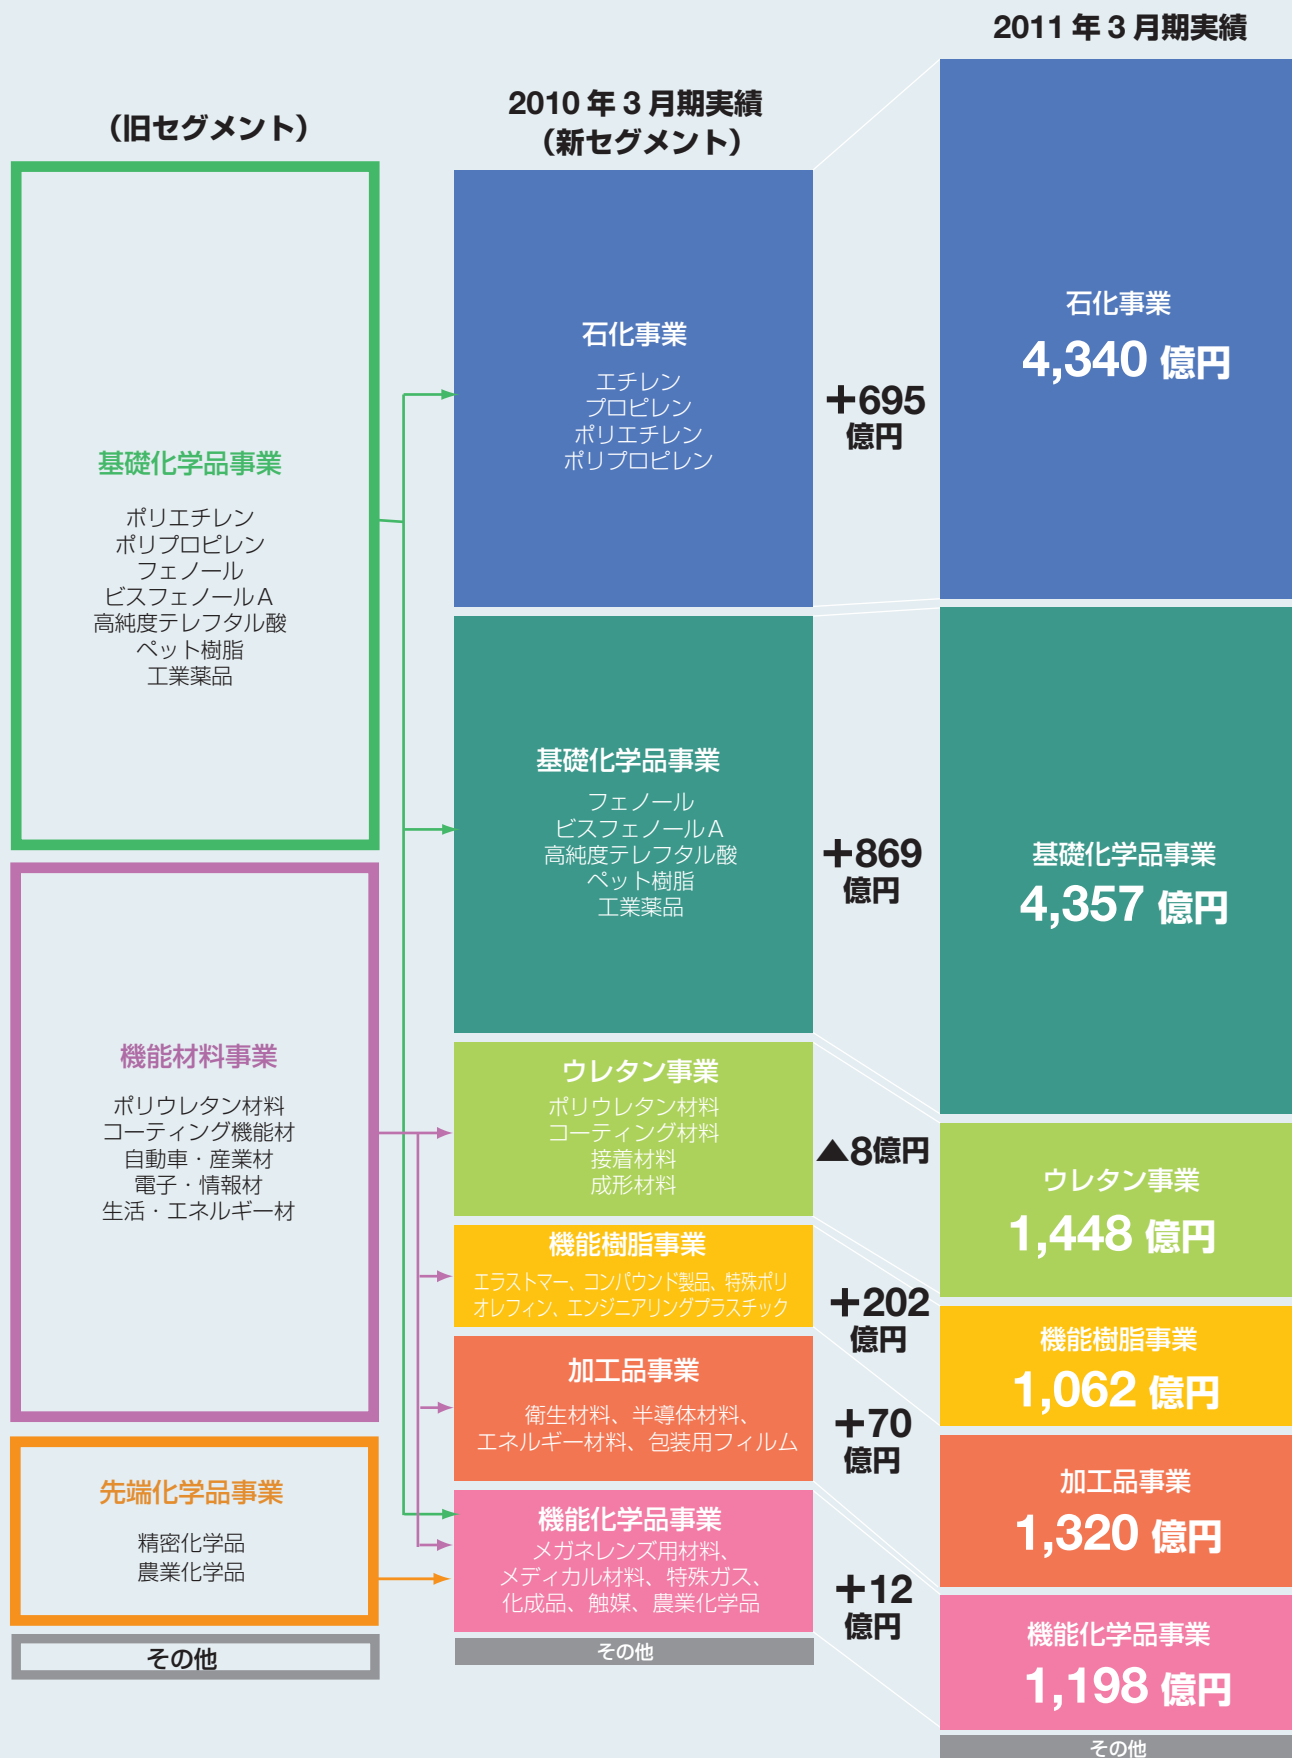 (旧セグメント)
基礎化学品事業
ポリエチレン
ポリプロピレン
フェノール
ビスフェノールA
高純度テレフタル酸
ペット樹脂
工業薬品
機能材料事業
ポリウレタン材料
コーティング機能材
自動車・産業材
電子・情報材
生活・エネルギー材
先端化学品事業
精密化学品
農業化学品
その他
2010年3月期実績
(新セグメント)
石化事業
エチレン
プロピレン
ポリエチレン
ポリプロピレン
基礎化学品事業
フェノール
ビスフェノールA
高純度テレフタル酸
ペット樹脂
工業薬品
ウレタン事業
ポリウレタン材料
コーティング材料
接着材料
成形材料
機能樹脂事業
エラストマー、コンパウンド製品、特殊ポリ
オレフィン、エンジニアリングプラスチック
加工品事業
衛生材料、半導体材料、
エネルギー材料、包装用フィルム
機能化学品事業
メガネレンズ用材料、
メディカル材料、特殊ガス、
化成品、触媒、農業化学品
その他
+695
億円
+869
億円
▲8億円
+202
億円
+70
億円
+12
億円
2011年3月期実績
石化事業
4,340億円
基礎化学品事業
4,357億円
ウレタン事業
1,448億円
機能樹脂事業
1,062億円
加工品事業
1,320億円
機能化学品事業
1,198億円
その他